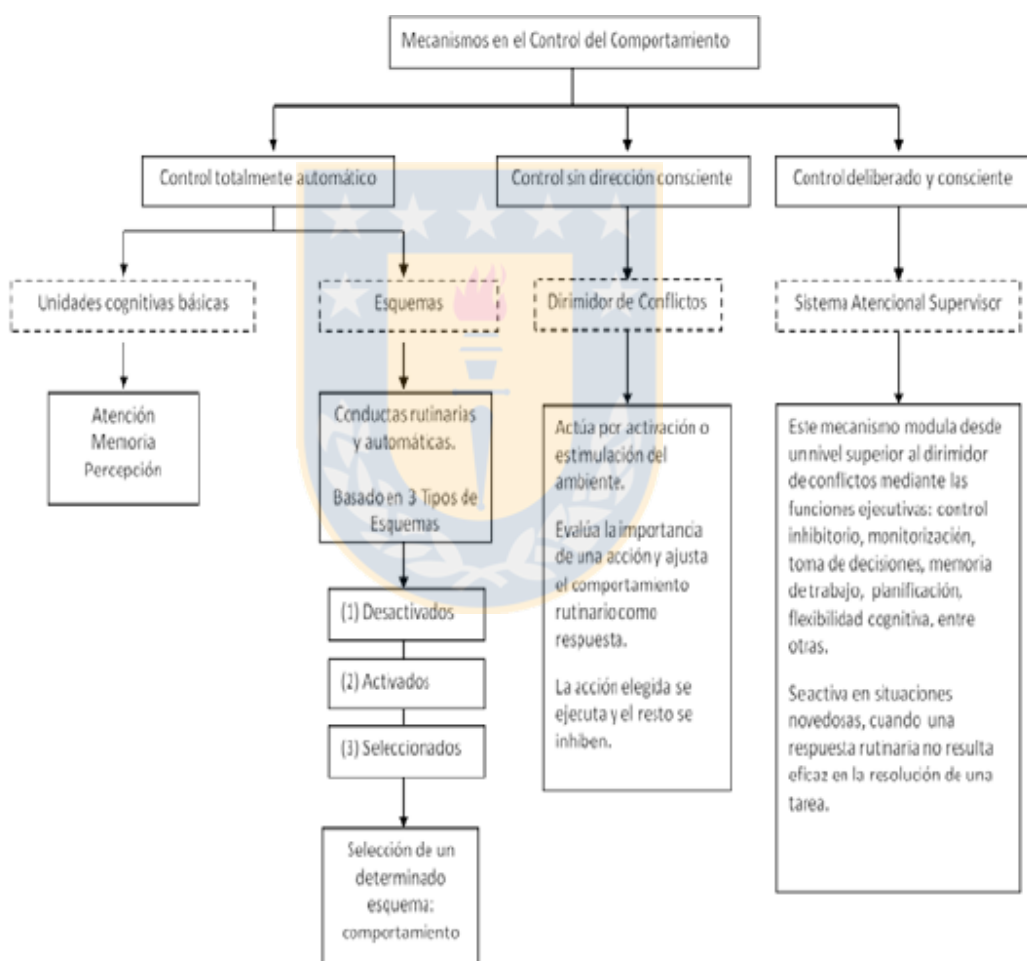 Mecanismos en el Control del Comportamiento
Control totalmente automático
Control sin dirección consciente
Control deliberado y consciente
Unidades cognitivas básicas
Esquemas
Dirimidor de Conflictos
Sistema Atencional Supervisor
Atención
Memoria
Percepción
Conductas rutinarias
y automáticas.
Basado en 3 Tipos de
Esquemas
(1) Desactivados
(2) Activados
(3) Seleccionados
Selección de un
determinado
esquema:
comportamiento
Actúa por activación o
estimulación del
ambiente.
Evalúa la importancia
de una acción y ajusta
el comportamiento
rutinario como
respuesta.
La acción elegida se
ejecuta y el resto se
inhiben.
Este mecanismo modula desde
un nivel superior al dirimidor
de conflictos mediante las
funciones ejecutivas: control
inhibitorio, monitorización,
toma de decisiones, memoria
de trabajo, planificación,
flexibilidad cognitiva, entre
otras.
Se activa en situaciones
novedosas, cuando una
respuesta rutinaria no resulta
eficaz en la resolución de una
tarea.